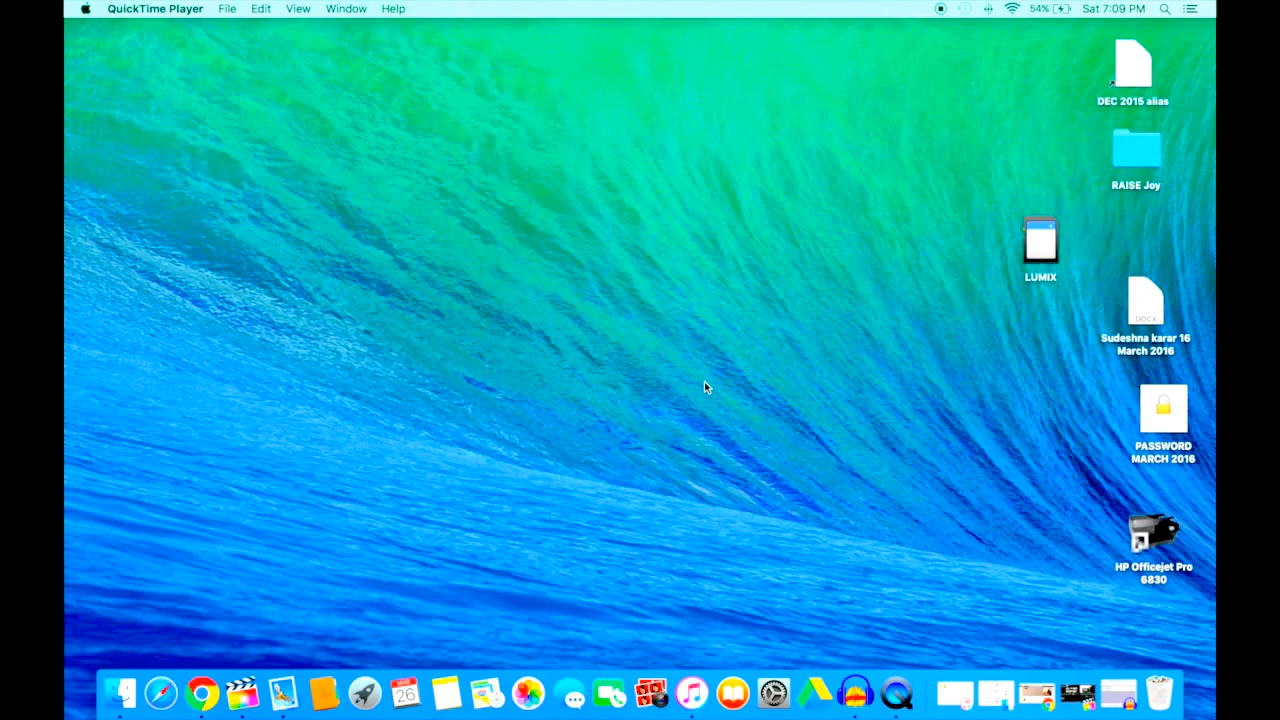 QuickTime Player File Edit View Window Help 54% Sat 7:09 PM
DEC 2015 alias
RAISE Joy
LUMIX
DOCX
Sudeshna karar 16
March 2016
PASSWORD
MARCH 2016
HP Officejet Pro
6830
26